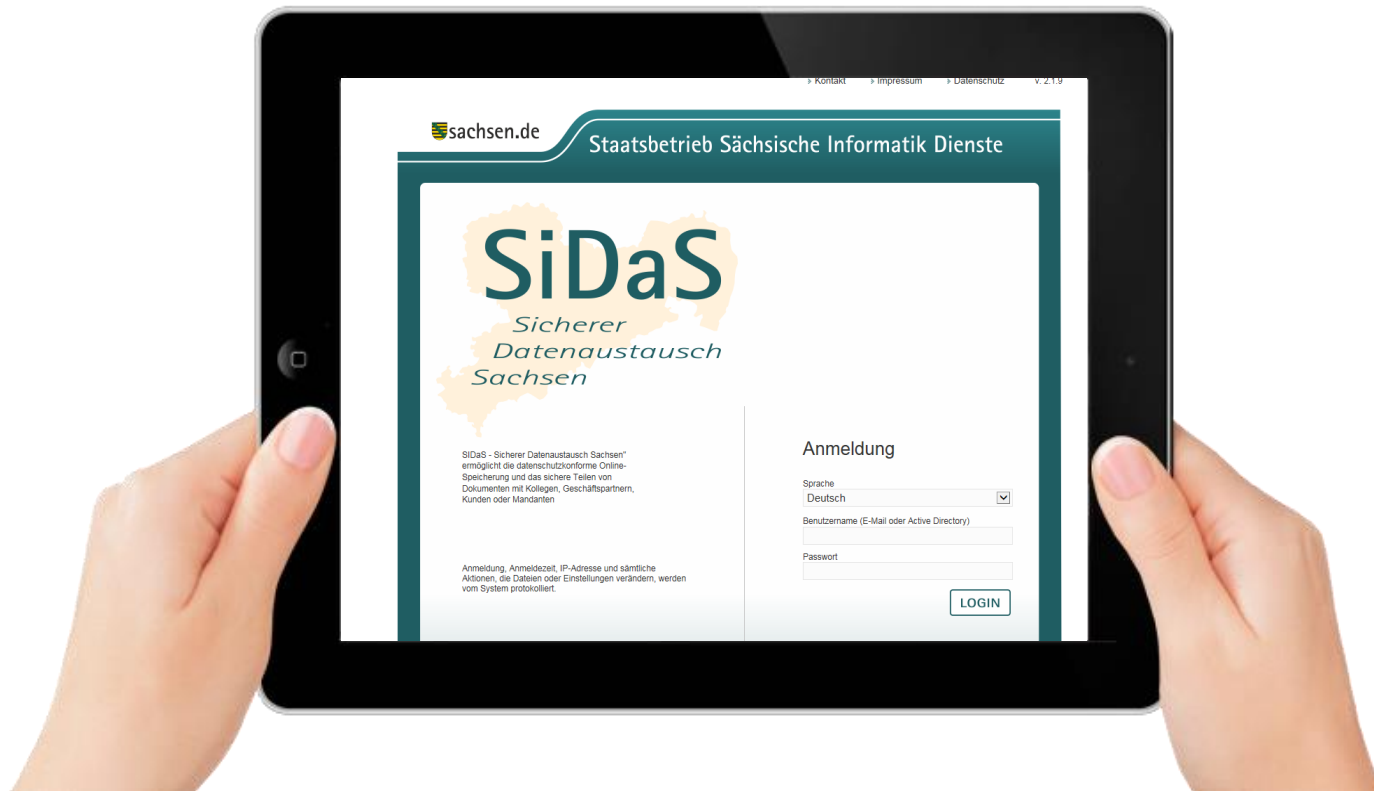 Kontakt Impressum Datenschutz v. 2.1.9
sachsen.de
Staatsbetrieb Sächsische Informatik Dienste
SiDaS
Sicherer
Datenaustausch
Sachsen
SIDaS - Sicherer Datenaustausch Sachsen"
ermöglicht die datenschutzkonforme Online-
Speicherung und das sichere Teilen von
Dokumenten mit Kollegen, Geschäftspartnern,
Kunden oder Mandanten
Anmeldung, Anmeldezeit, IP-Adresse und sämtliche
Aktionen, die Dateien oder Einstellungen verändern, werden
vom System protokolliert.
Anmeldung
Sprache
Deutsch
Benutzername (E-Mail oder Active Directory)
Passwort
LOGIN